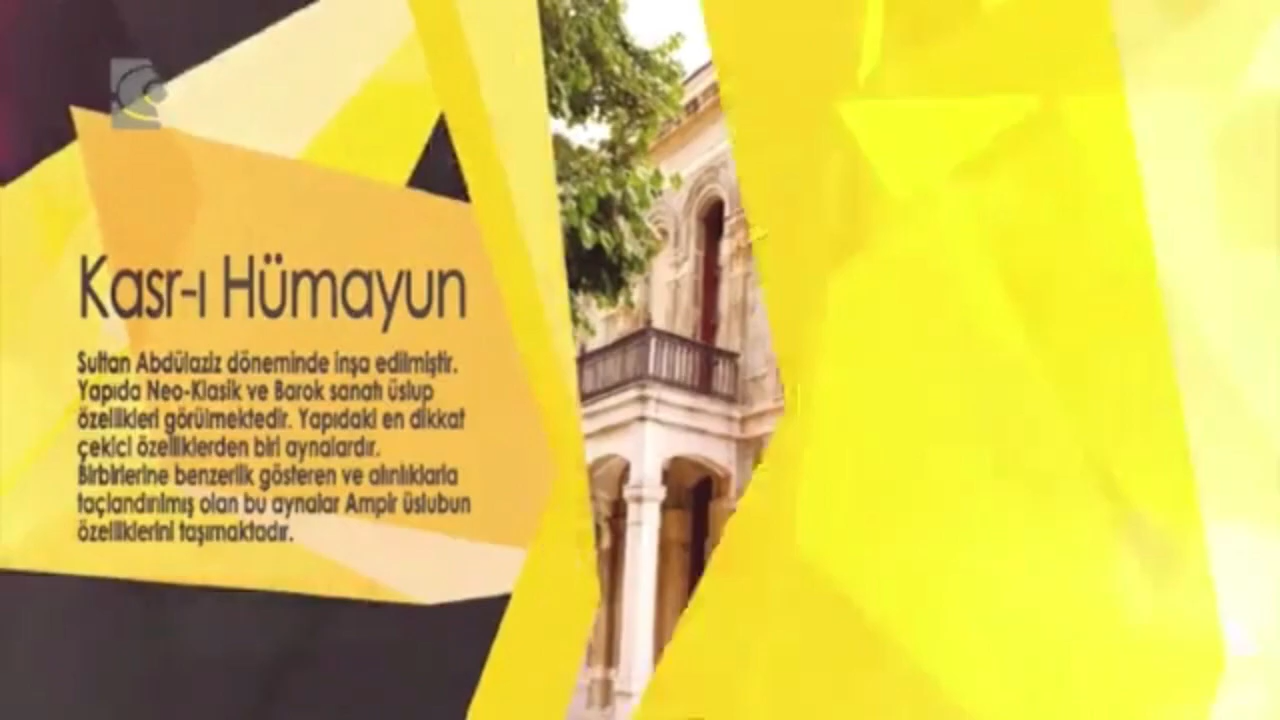 Kasr-ı Hümayun
Sultan Abdülaziz döneminde inşa edilmiştir.
Yapıda Neo-Klasik ve Barok sanatı üslup
özellikleri görülmektedir. Yapıdaki en dikkat
çekici özelliklerden biri aynalardır.
Birbirlerine benzerlik gösteren ve alınlıklarla
taçlandırılmış olan bu aynalar Ampir üslubun
özelliklerini taşımaktadır.